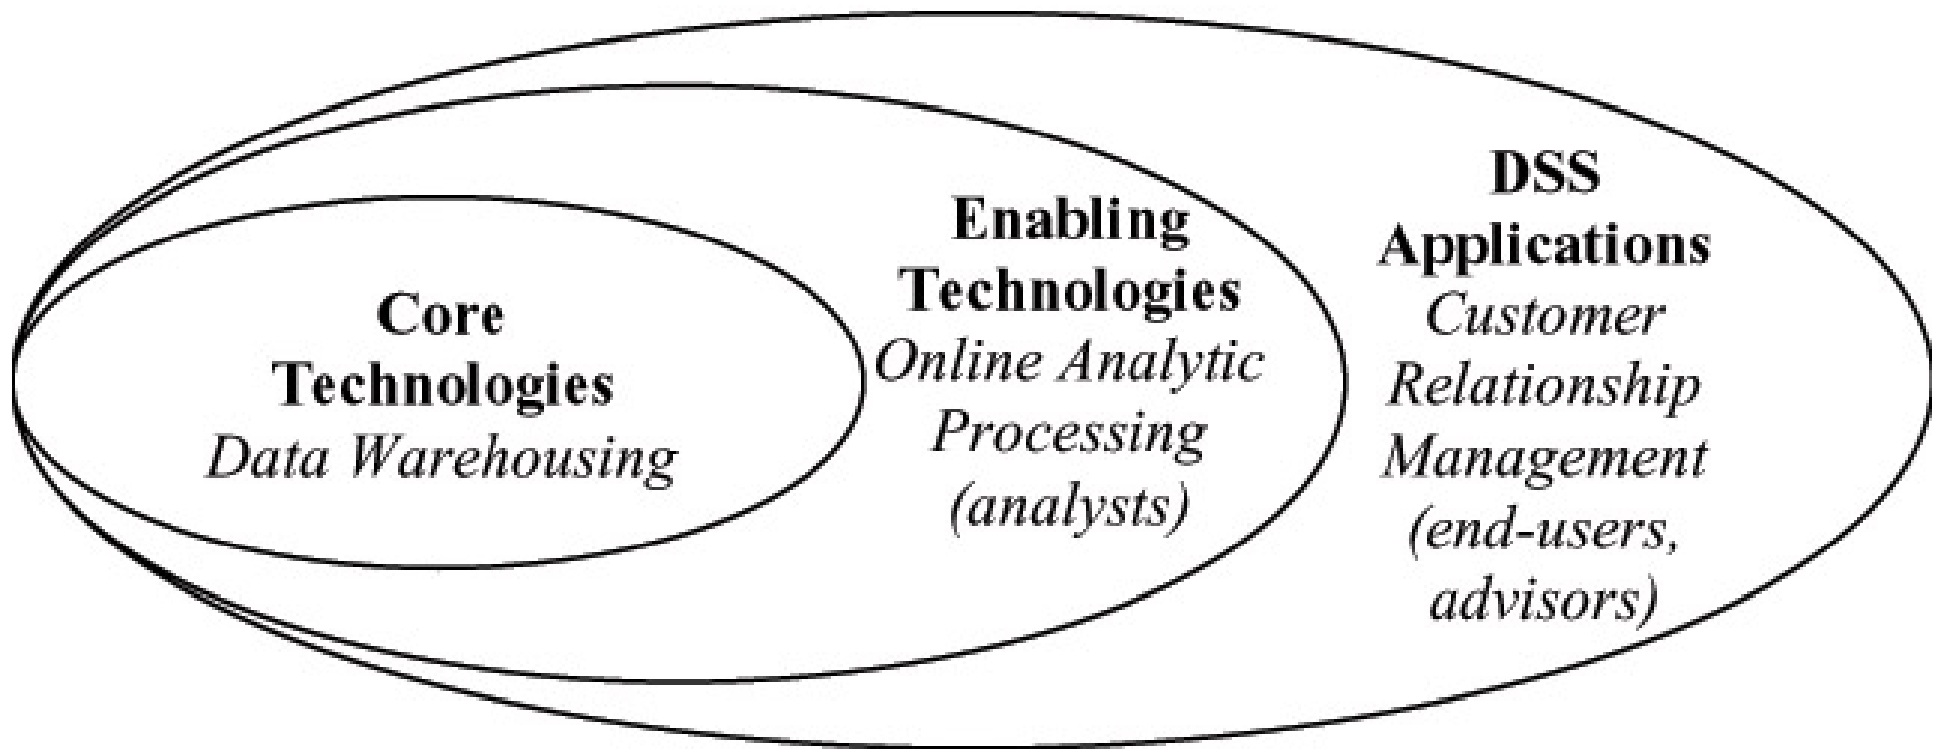 Core
Technologies
Data Warehousing
Enabling
Technologies
Online Analytic
Processing
(analysts)
DSS
Applications
Customer
Relationship
Management
(end-users,
advisors)